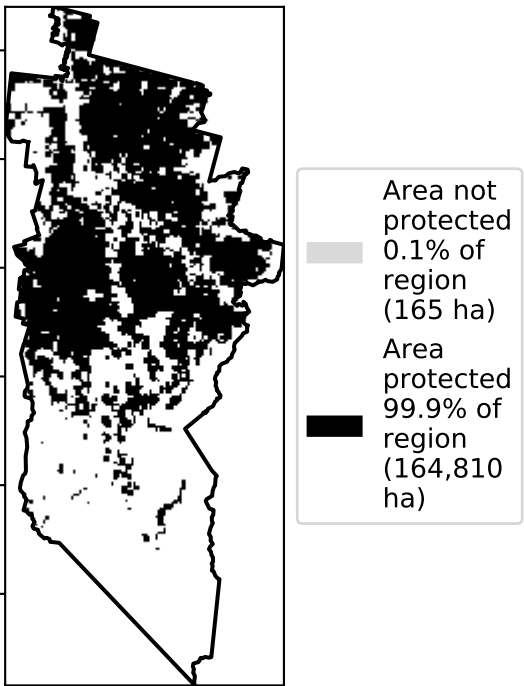 Area not
protected
0.1% of
region
(165 ha)
Area
protected
99.9% of
region
(164,810
ha)